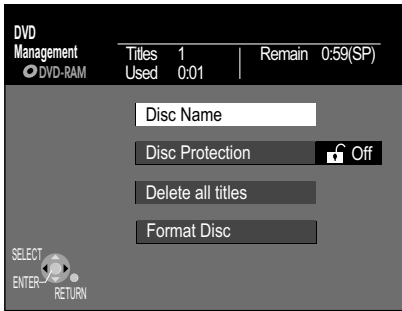 DVD
Management
DVD-RAM
Titles 1
Used 0:01
Remain 0:59(SP)
Disc Name
Disc Protection
Off
Delete all titles
Format Disc
SELECT
ENTER
RETURN